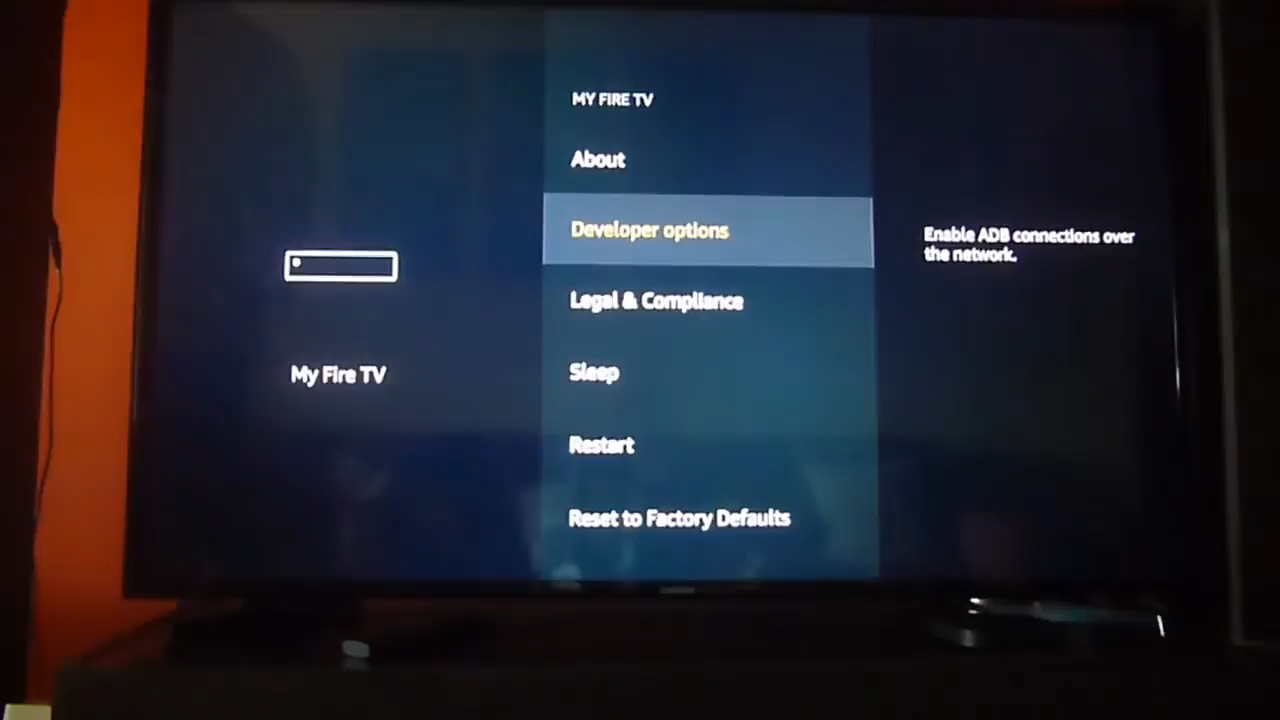 MY FIRE TV
About
Developer options
Legal & Compliance
Sleep
Restart
Reset to Factory Defaults
My Fire TV
Enable ADB connections over
the network.